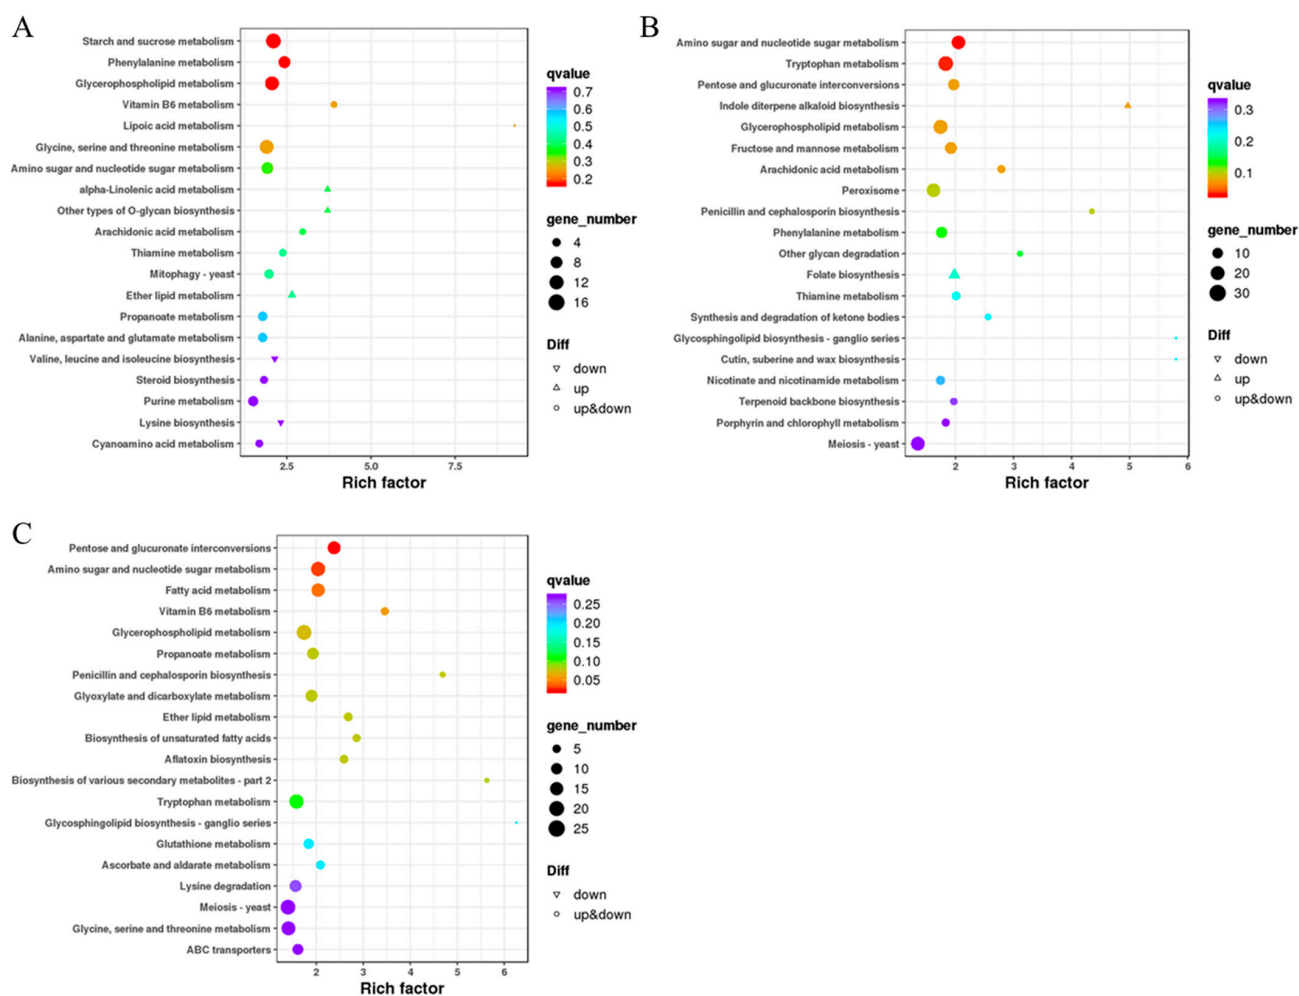 A
Starch and sucrose metabolism
Phenylalanine metabolism
Glycerophospholipid metabolism
Vitamin B6 metabolism
Lipoic acid metabolism
Glycine, serine and threonine metabolism
Amino sugar and nucleotide sugar metabolism
alpha-Linolenic acid metabolism
Other types of O-glycan biosynthesis
Arachidonic acid metabolism
Thiamine metabolism
Mitophagy - yeast
Ether lipid metabolism
Propanoate metabolism
Alanine, aspartate and glutamate metabolism
Valine, leucine and isoleucine biosynthesis
Steroid biosynthesis
Purine metabolism
Lysine biosynthesis
Cyanoamino acid metabolism
2.5 5.0 7.5
Rich factor
qvalue
0.7
0.6
0.5
0.4
0.3
0.2
gene_number
4
8
12
16
Diff
down
up
up&down
B
Amino sugar and nucleotide sugar metabolism
Tryptophan metabolism
Pentose and glucuronate interconversions
Indole diterpene alkaloid biosynthesis
Glycerophospholipid metabolism
Fructose and mannose metabolism
Arachidonic acid metabolism
Peroxisome
Penicillin and cephalosporin biosynthesis
Phenylalanine metabolism
Other glycan degradation
Folate biosynthesis
Thiamine metabolism
Synthesis and degradation of ketone bodies
Glycosphingolipid biosynthesis - ganglio series
Cutin, suberine and wax biosynthesis
Nicotinate and nicotinamide metabolism
Terpenoid backbone biosynthesis
Porphyrin and chlorophyll metabolism
Meiosis - yeast
2 3 4 5 6
Rich factor
qvalue
0.3
0.2
0.1
gene_number
10
20
30
Diff
down
up
up&down
C
Pentose and glucuronate interconversions
Amino sugar and nucleotide sugar metabolism
Fatty acid metabolism
Vitamin B6 metabolism
Glycerophospholipid metabolism
Propanoate metabolism
Penicillin and cephalosporin biosynthesis
Glyoxylate and dicarboxylate metabolism
Ether lipid metabolism
Biosynthesis of unsaturated fatty acids
Aflatoxin biosynthesis
Biosynthesis of various secondary metabolites - part 2
Tryptophan metabolism
Glycosphingolipid biosynthesis - ganglio series
Glutathione metabolism
Ascorbate and aldarate metabolism
Lysine degradation
Meiosis - yeast
Glycine, serine and threonine metabolism
ABC transporters
2 3 4 5 6
Rich factor
qvalue
0.25
0.20
0.15
0.10
0.05
gene_number
5
10
15
20
25
Diff
down
up&down